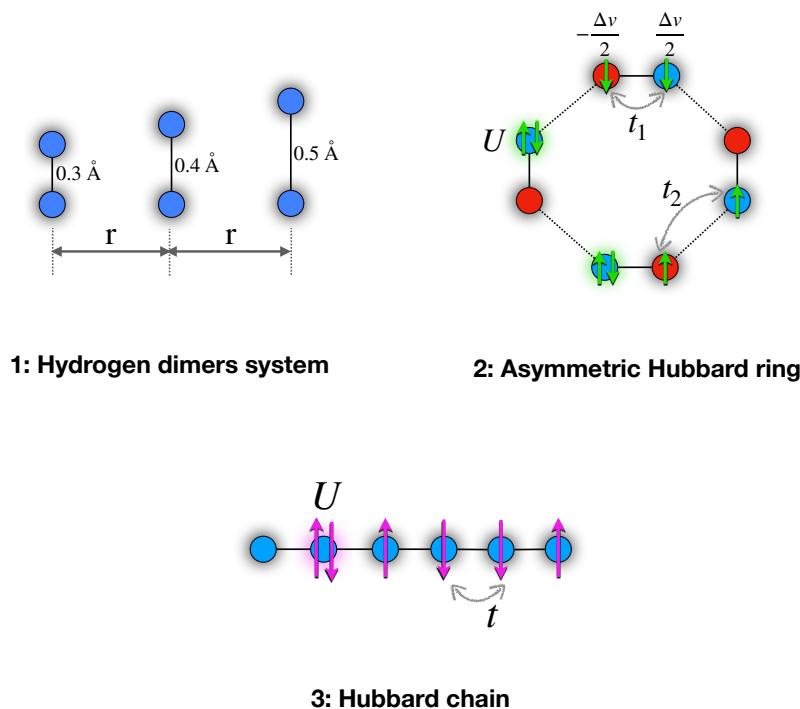 0.3 Å
0.4 Å
0.5 Å
r
r
1: Hydrogen dimers system
−Δv/2
Δv/2
t₁
U
t₂
2: Asymmetric Hubbard ring
U
t
3: Hubbard chain